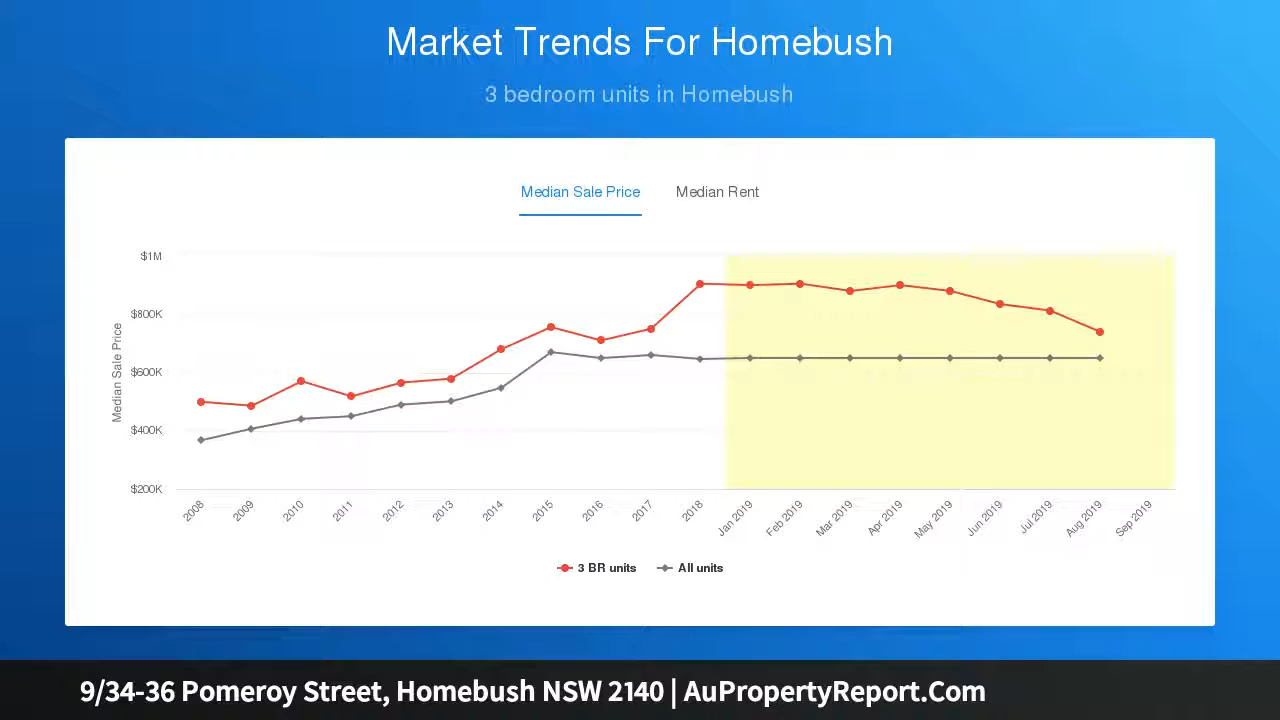 Market Trends For Homebush
3 bedroom units in Homebush
Median Sale Price Median Rent
Median Sale Price
$1M
$800K
$600K
$400K
$200K
2008 2009 2010 2011 2012 2013 2014 2015 2016 2017 2018 Jan 2019 Feb 2019 Mar 2019 Apr 2019 May 2019 Jun 2019 Jul 2019 Aug 2019 Sep 2019
3 BR units All units
9/34-36 Pomeroy Street, Homebush NSW 2140 | AuPropertyReport.Com